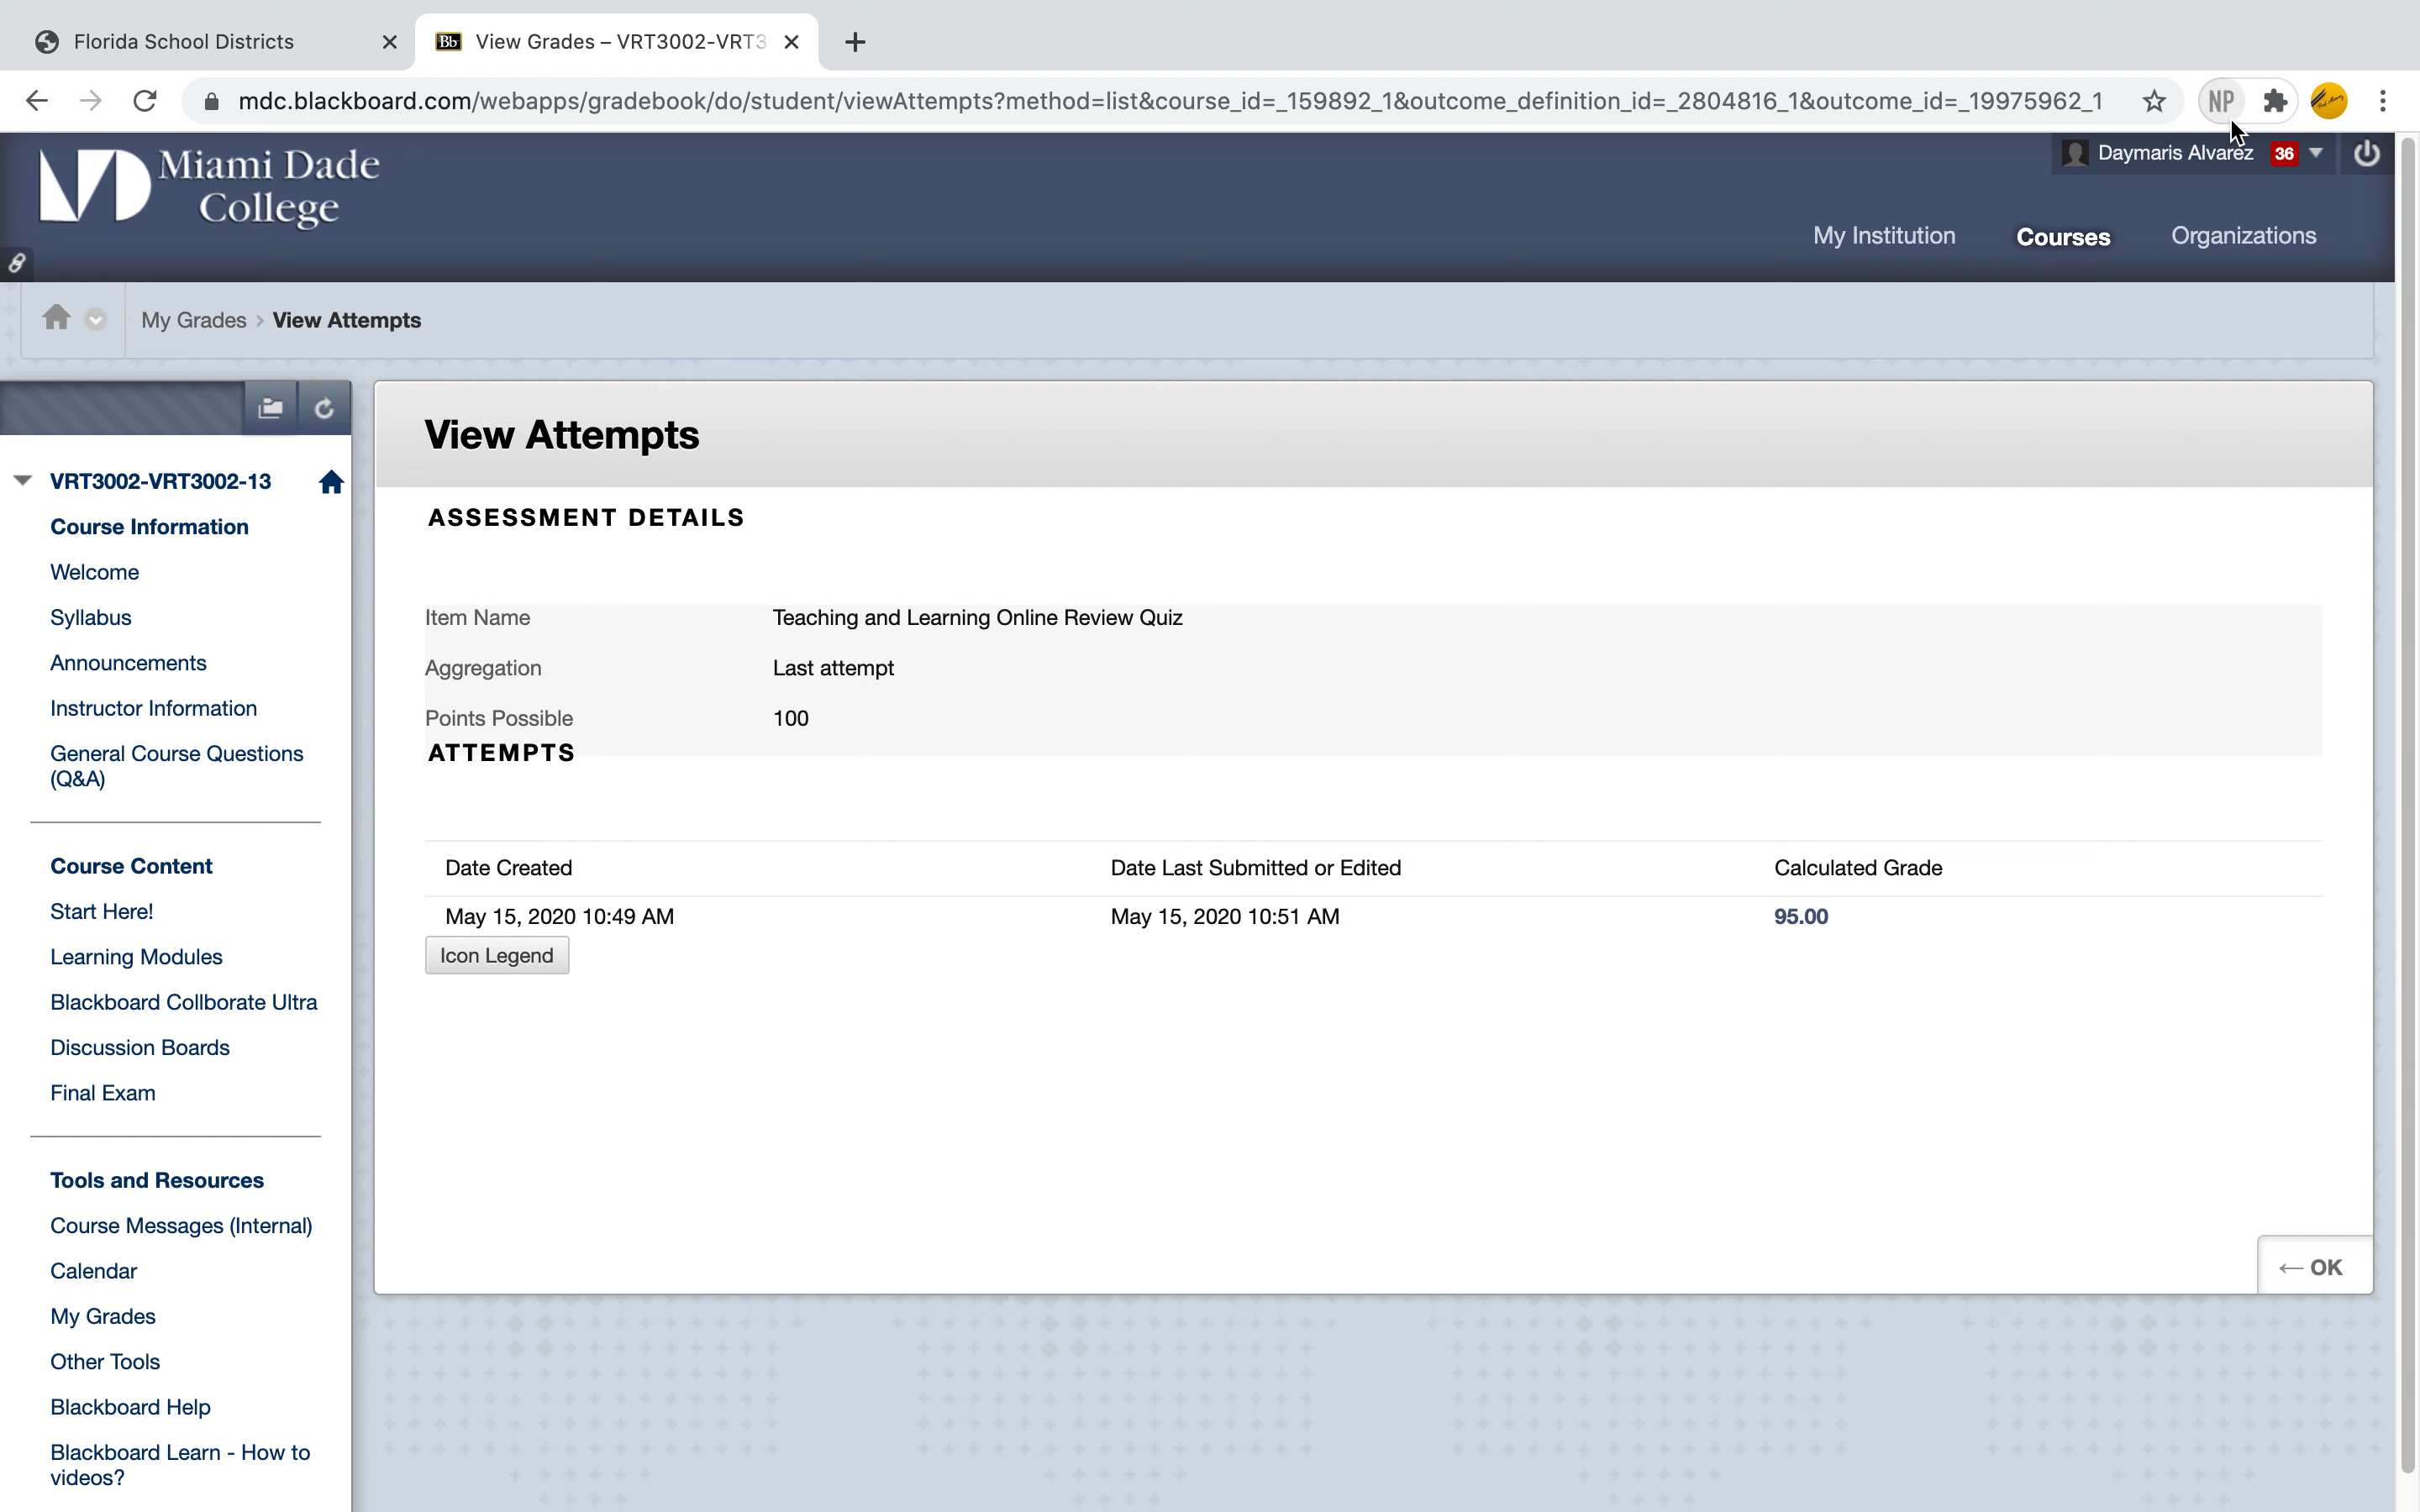 Florida School Districts
Bb View Grades – VRT3002-VRT3
mdc.blackboard.com/webapps/gradebook/do/student/viewAttempts?method=list&course_id=_159892_1&outcome_definition_id=_2804816_1&outcome_id=_19975962_1
NP
Miami Dade
College
Daymaris Alvarez 36
My Institution Courses Organizations
My Grades View Attempts
VRT3002-VRT3002-13
Course Information
Welcome
Syllabus
Announcements
Instructor Information
General Course Questions
(Q&A)
Course Content
Start Here!
Learning Modules
Blackboard Collborate Ultra
Discussion Boards
Final Exam
Tools and Resources
Course Messages (Internal)
Calendar
My Grades
Other Tools
Blackboard Help
Blackboard Learn - How to
videos?
View Attempts
ASSESSMENT DETAILS
Item Name Teaching and Learning Online Review Quiz
Aggregation Last attempt
Points Possible 100
ATTEMPTS
Date Created Date Last Submitted or Edited Calculated Grade
May 15, 2020 10:49 AM May 15, 2020 10:51 AM 95.00
Icon Legend
← OK